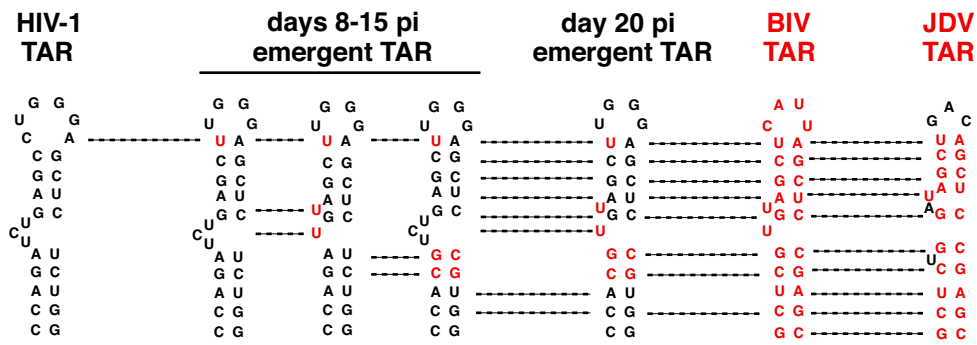 HIV-1
TAR
days 8-15 pi
emergent TAR
day 20 pi
emergent TAR
BIV
TAR
JDV
TAR
G G
U G
C A
C G
G C
A U
G C
U
C
U
A U
G C
A U
C G
C G
G G
U G
U A
C G
G C
A U
G C
U
C
U
A U
G C
A U
C G
C G
G G
U G
U A
C G
G C
A U
U
G C
U
A U
G C
A U
C G
C G
G G
U G
U A
C G
G C
A U
G C
U
C
U
G C
C G
A U
C G
C G
G G
U G
U A
C G
G C
A U
U
G C
U
G C
C G
A U
C G
C G
A U
C U
U A
C G
G C
A U
U
G C
U
G C
C G
U A
C G
G C
A
G C
U A
C G
G C
A U
U
A
G C
G C
U
C G
U A
C G
G C